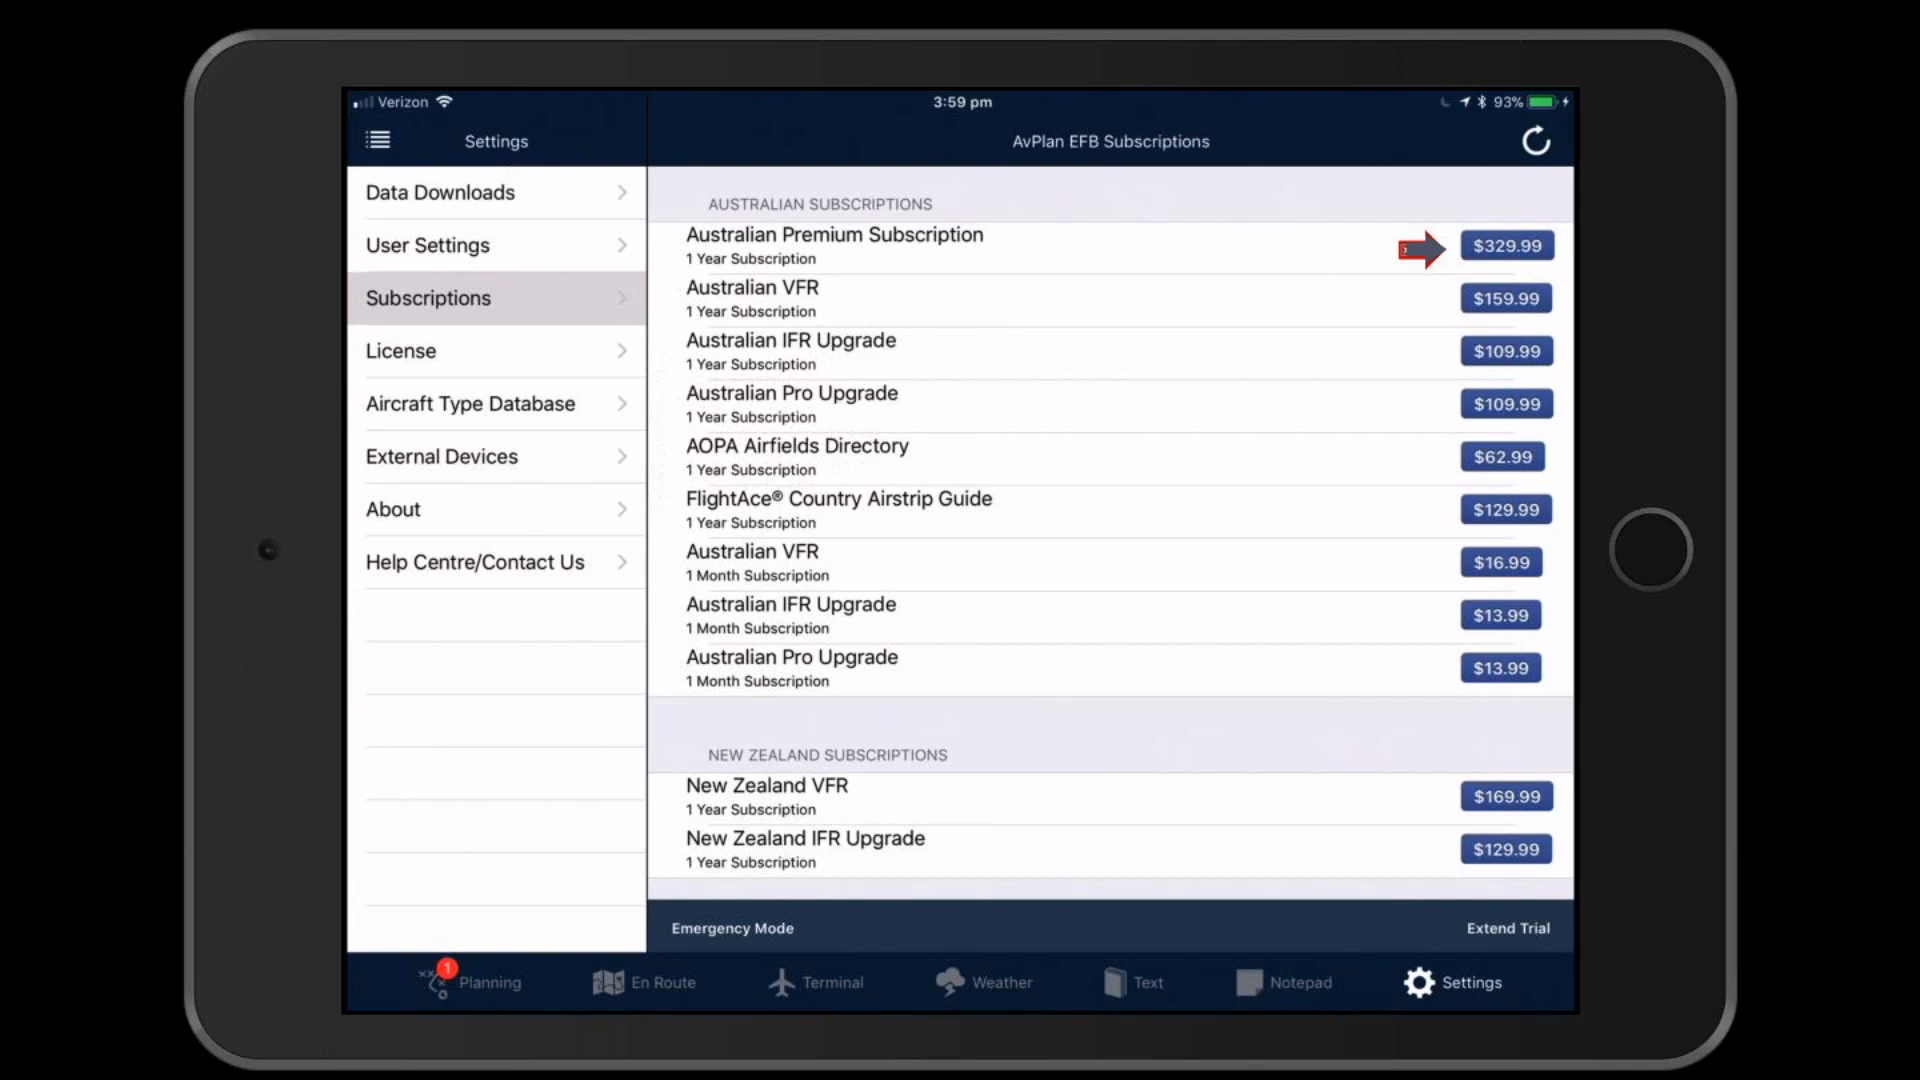 Verizon
3:59 pm
93%
Settings
AvPlan EFB Subscriptions
Data Downloads
User Settings
Subscriptions
License
Aircraft Type Database
External Devices
About
Help Centre/Contact Us
AUSTRALIAN SUBSCRIPTIONS
Australian Premium Subscription
1 Year Subscription
$329.99
Australian VFR
1 Year Subscription
$159.99
Australian IFR Upgrade
1 Year Subscription
$109.99
Australian Pro Upgrade
1 Year Subscription
$109.99
AOPA Airfields Directory
1 Year Subscription
$62.99
FlightAce® Country Airstrip Guide
1 Year Subscription
$129.99
Australian VFR
1 Month Subscription
$16.99
Australian IFR Upgrade
1 Month Subscription
$13.99
Australian Pro Upgrade
1 Month Subscription
$13.99
NEW ZEALAND SUBSCRIPTIONS
New Zealand VFR
1 Year Subscription
$169.99
New Zealand IFR Upgrade
1 Year Subscription
$129.99
Emergency Mode
Extend Trial
1
Planning
En Route
Terminal
Weather
Text
Notepad
Settings